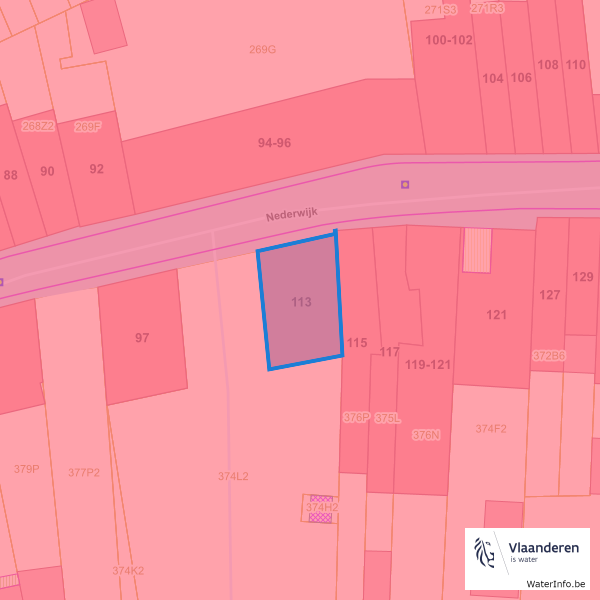 271S3
271R3
269G
100-102
104
106
108
110
269Z2
269F
88
90
92
94-96
Nederwijk
113
97
115
117
119-121
121
127
129
372B6
376P
375L
376N
374F2
379P
377P2
374L2
374H2
374K2
Vlaanderen
is water
WaterInfo.be